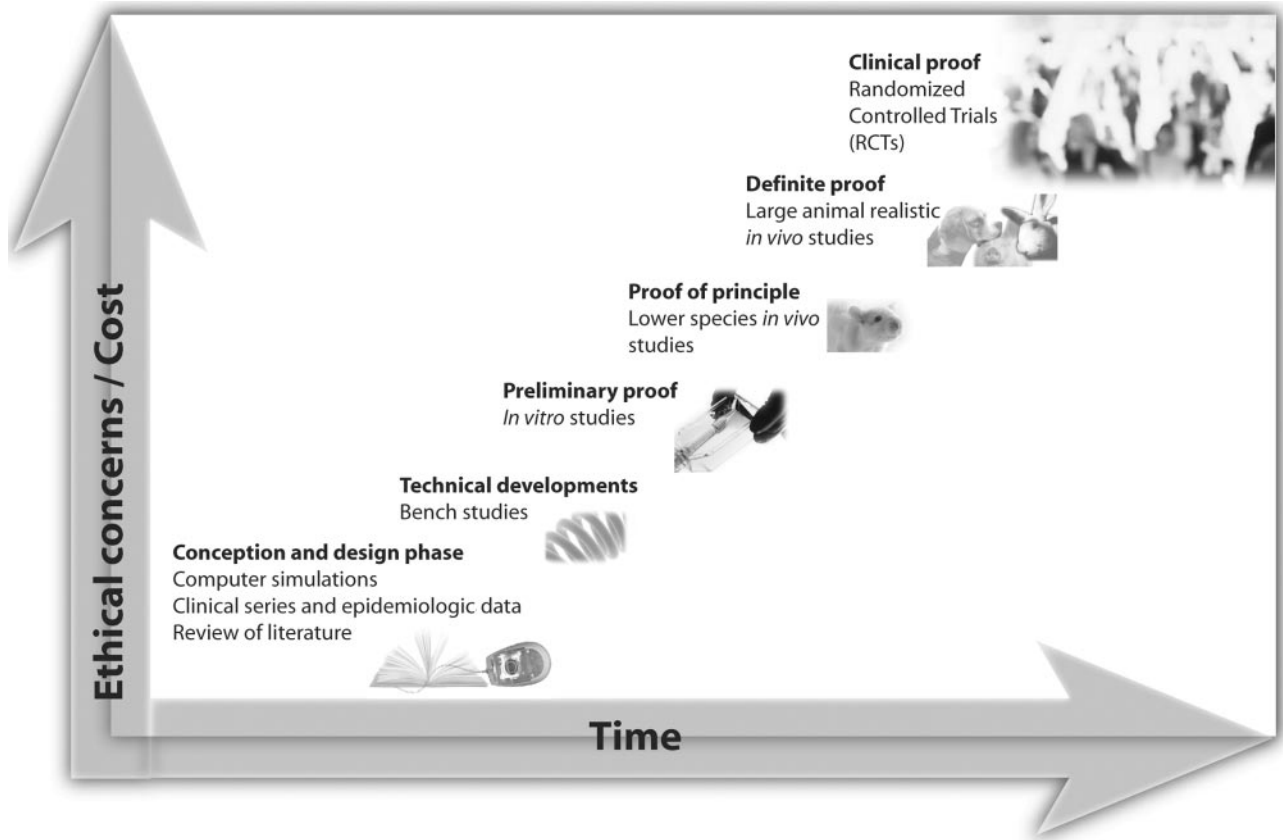 Clinical proof
Randomized
Controlled Trials
(RCTs)
Definite proof
Large animal realistic
in vivo studies
Proof of principle
Lower species in vivo
studies
Preliminary proof
In vitro studies
Technical developments
Bench studies
Conception and design phase
Computer simulations
Clinical series and epidemiologic data
Review of literature
Ethical concerns / Cost
Time